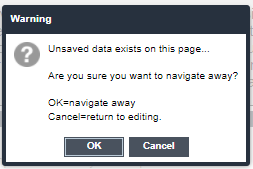 Warning
?
Unsaved data exists on this page...
Are you sure you want to navigate away?
OK=navigate away
Cancel=return to editing.
OK
Cancel